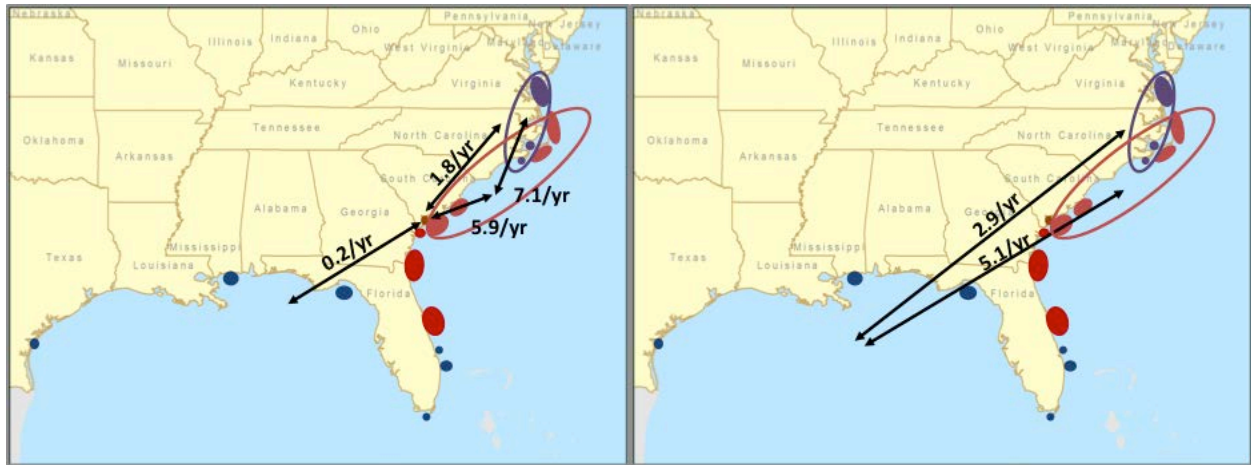 Nebraska
Pennsylvania
New Jersey
Ohio
Indiana
Illinois
Maryland
Delaware
West Virginia
Kansas
Missouri
Kentucky
Virginia
Tennessee
North Carolina
Oklahoma
Arkansas
1.8/yr
South Carolina
7.1/yr
Alabama
Georgia
5.9/yr
Mississippi
0.2/yr
Texas
Louisiana
Florida
Nebraska
Pennsylvania
New Jersey
Ohio
Indiana
Illinois
Maryland
Delaware
West Virginia
Kansas
Missouri
Kentucky
Virginia
Tennessee
North Carolina
Oklahoma
Arkansas
South Carolina
Alabama
Georgia
2.9/yr
Mississippi
5.1/yr
Texas
Louisiana
Florida